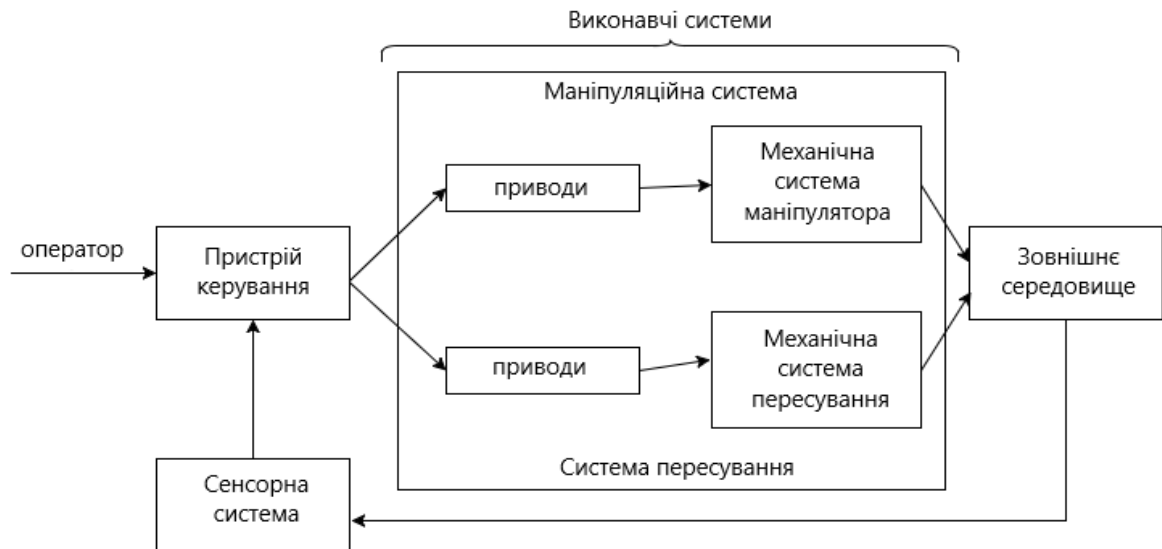 Виконавчі системи
Маніпуляційна система
приводи
Механічна
система
маніпулятора
оператор
Пристрій
керування
Зовнішнє
середовище
приводи
Механічна
система
пересування
Система пересування
Сенсорна
система